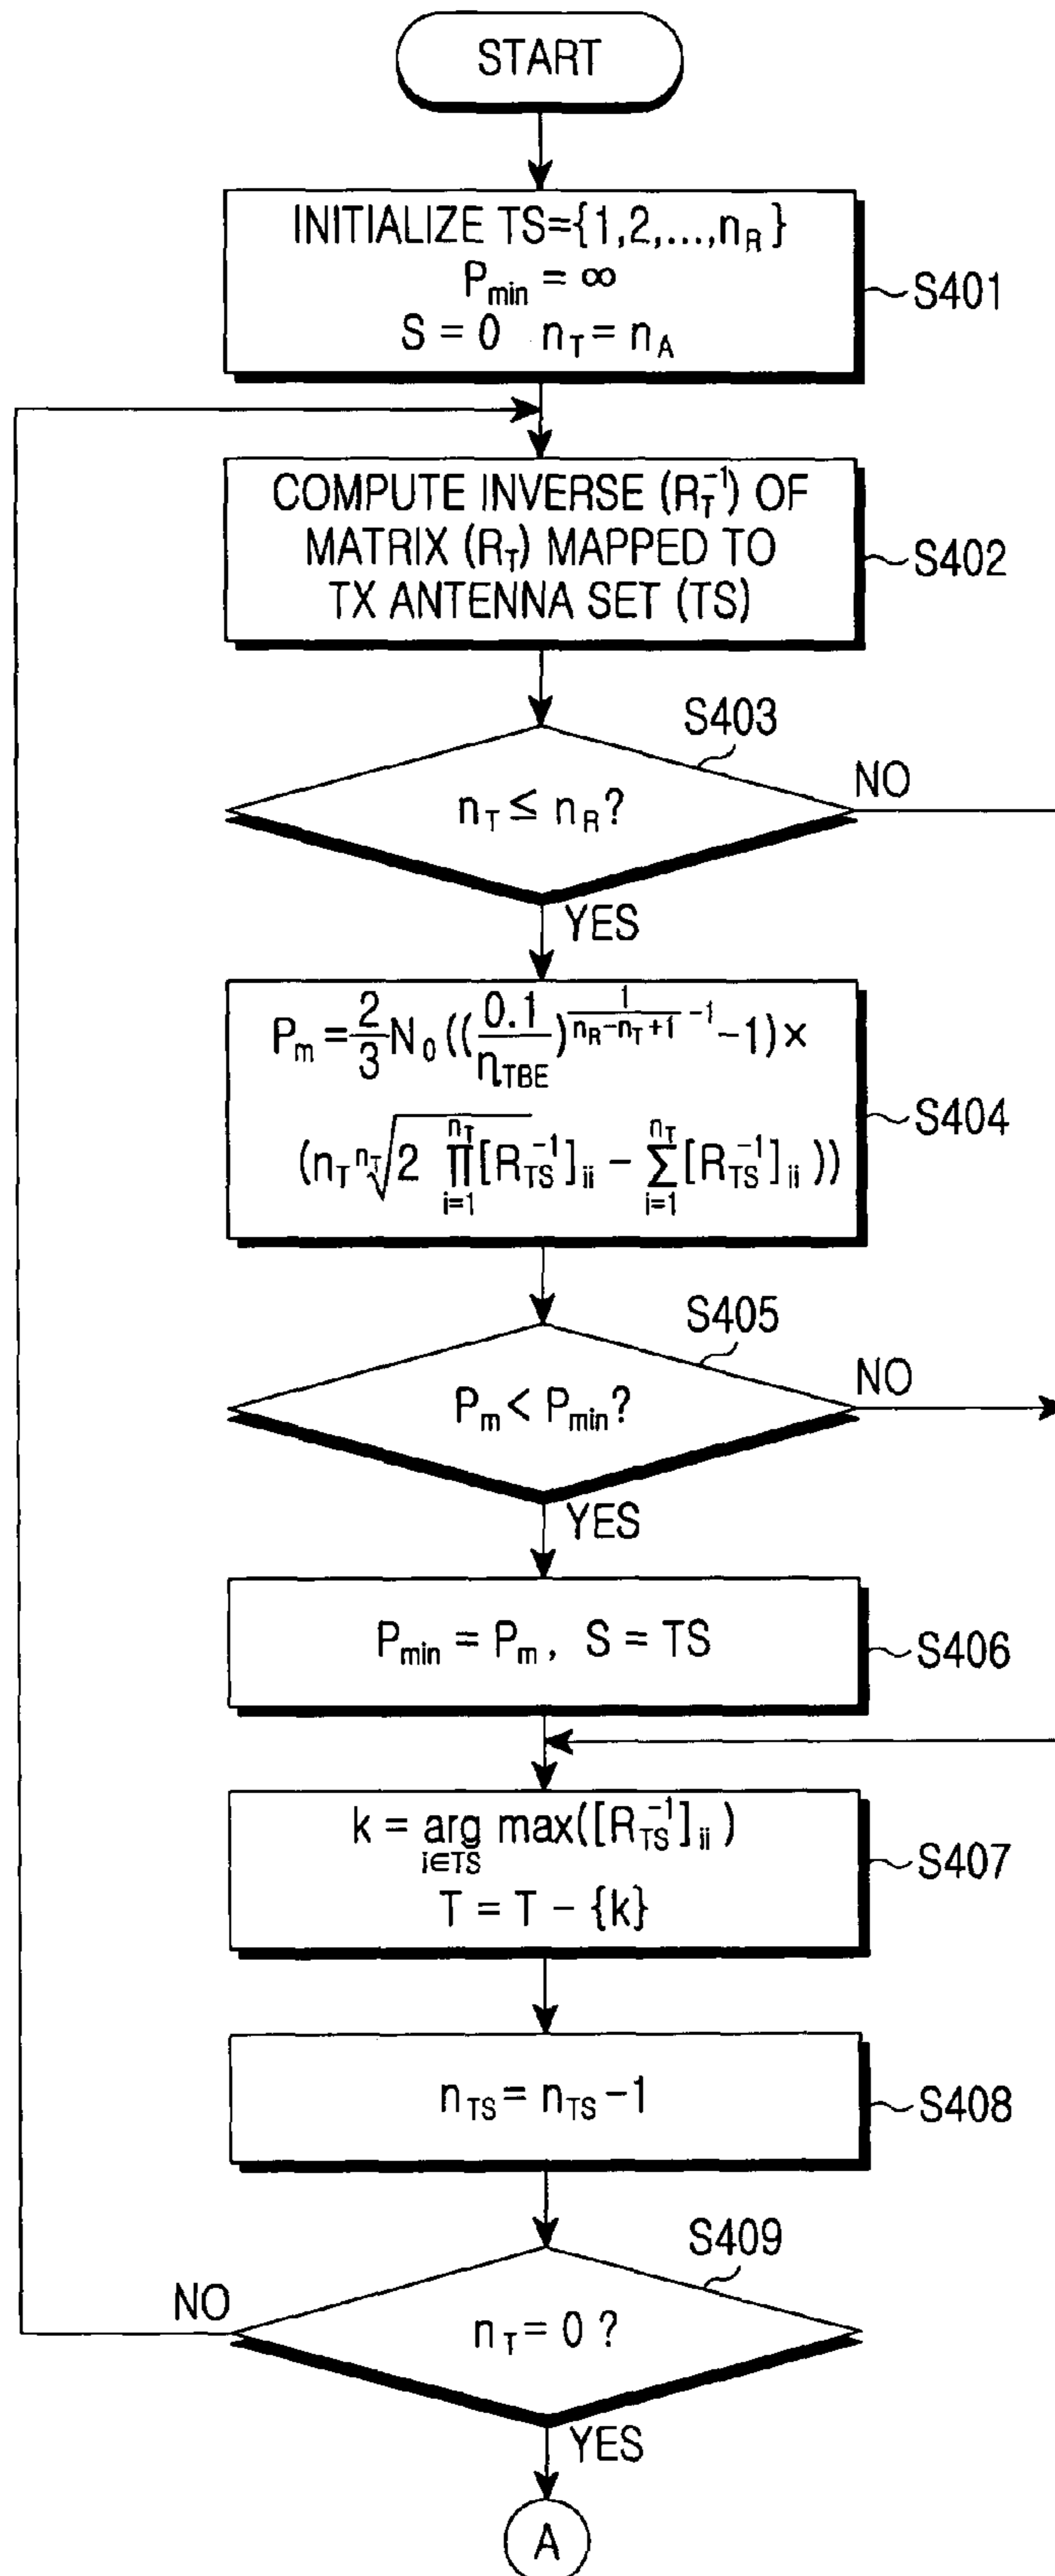 START
INITIALIZE TS={1,2,...,n_R}
P_min = ∞
S = 0 n_T = n_A
S401
COMPUTE INVERSE (R_T^-1) OF
MATRIX (R_T) MAPPED TO
TX ANTENNA SET (TS)
S402
S403
n_T ≤ n_R?
NO
YES
P_m = 2/3 N_0 ((0.1/η_TBE)^(1/(n_R-n_T+1) -1) -1)×
(n_T n_T√2 ∏_{i=1}^{n_T} [R_TS^-1]_ii - ∑_{i=1}^{n_T} [R_TS^-1]_ii ))
S404
S405
P_m < P_min?
NO
YES
P_min = P_m, S = TS
S406
k = arg max([R_TS^-1]_ii)
i∈TS
T = T - {k}
S407
n_TS = n_TS -1
S408
S409
n_T = 0 ?
NO
YES
A